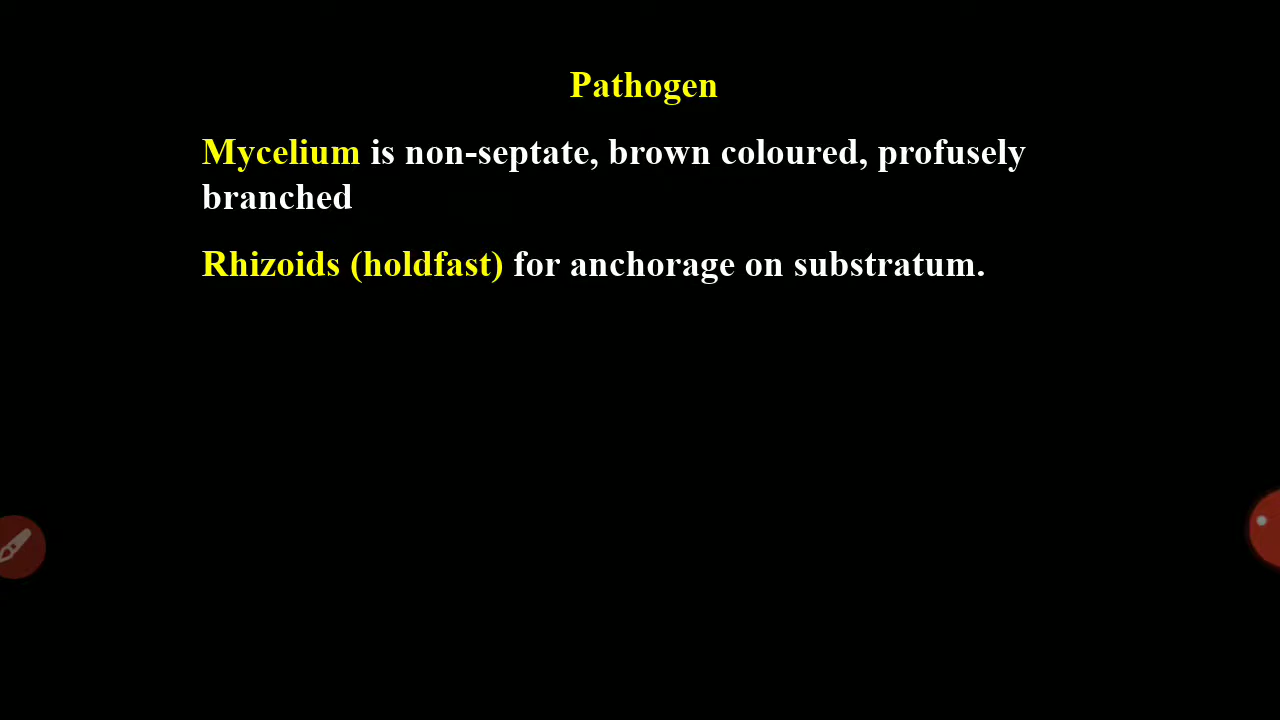 Pathogen
Mycelium is non-septate, brown coloured, profusely
branched
Rhizoids (holdfast) for anchorage on substratum.